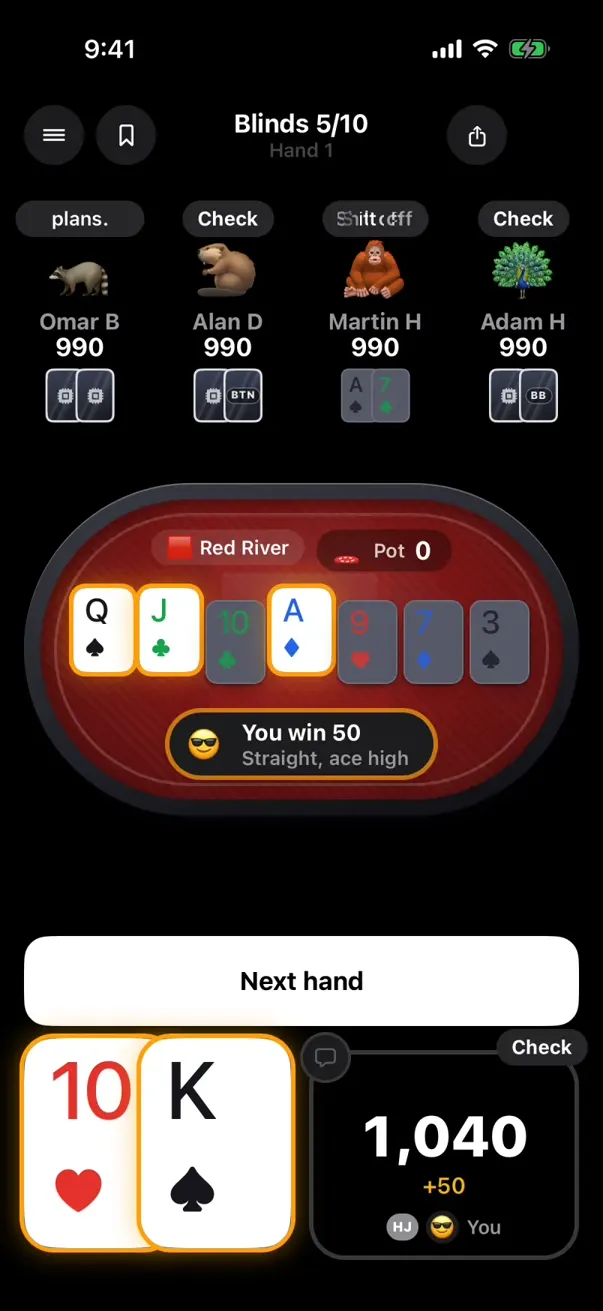 9:41
Blinds 5/10
Hand 1
plans.
Check
Check
Omar B
Alan D
Martin H
Adam H
990
990
990
990
BTN
A
7
BB
Red River
Pot 0
Q
J
10
A
9
7
3
You win 50
Straight, ace high
Next hand
10
K
Check
1,040
+50
HJ
You